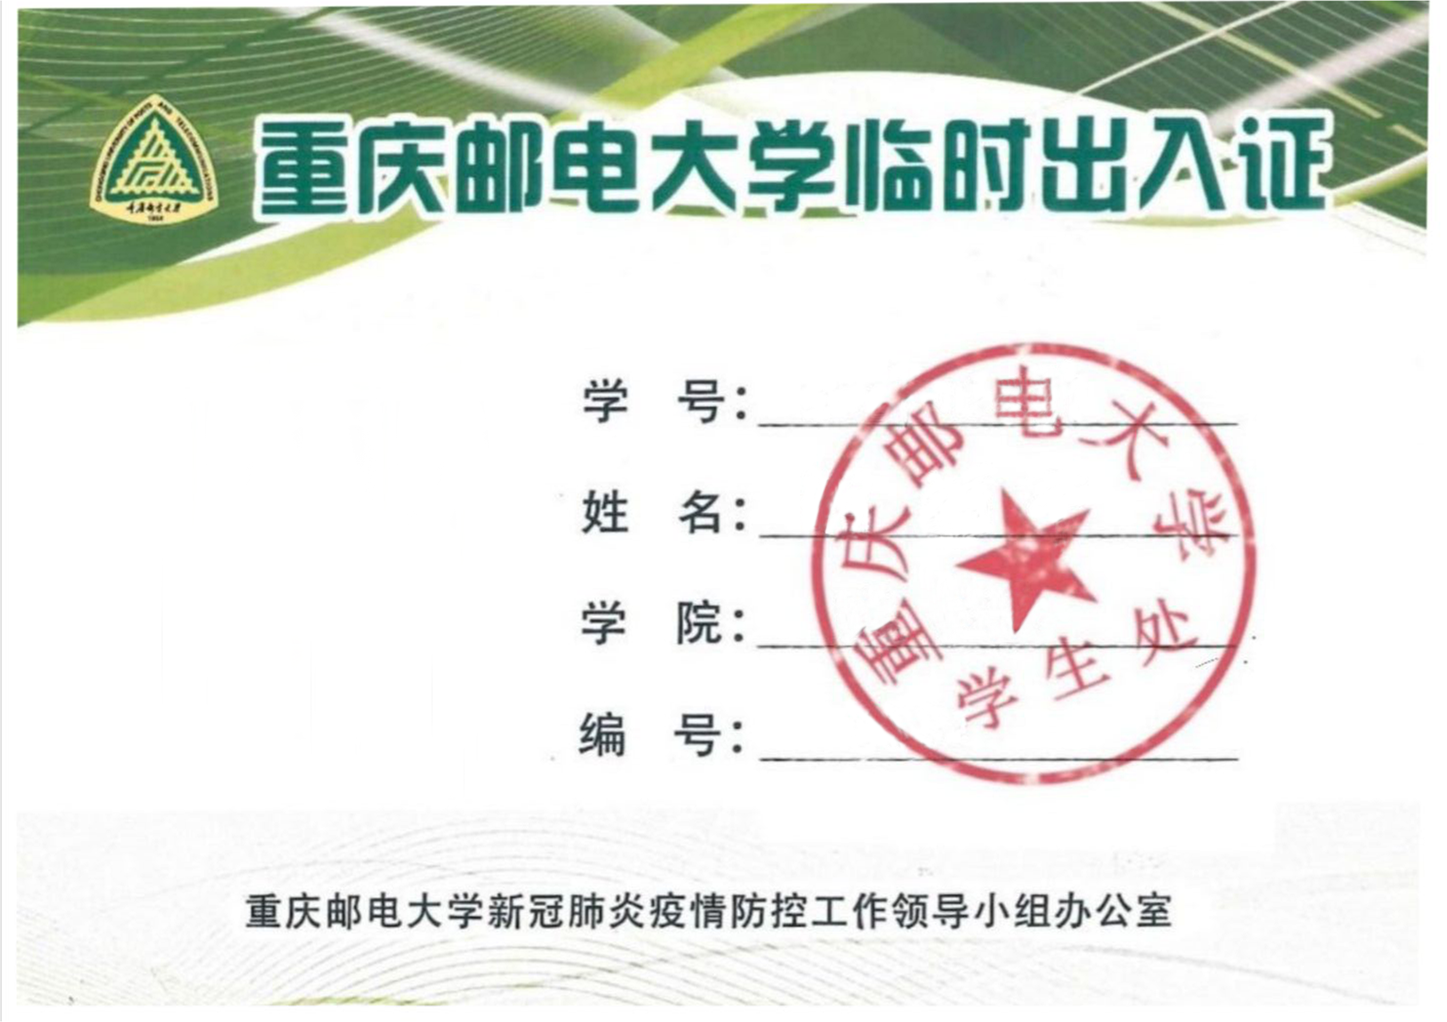 重庆邮电大学临时出入证
重庆邮电大学
1950
学 号：
姓 名：
学 院：
编 号：
重庆邮电大学
学生处
重庆邮电大学新冠肺炎疫情防控工作领导小组办公室